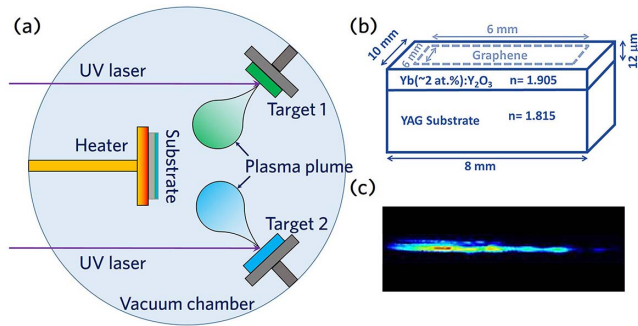 (a)
UV laser
Target 1
Heater
Substrate
Plasma plume
Target 2
UV laser
Vacuum chamber
(b)
6 mm
10 mm
6 mm
Graphene
12 μm
Yb(~2 at.%):Y₂O₃ n= 1.905
YAG Substrate n= 1.815
8 mm
(c)